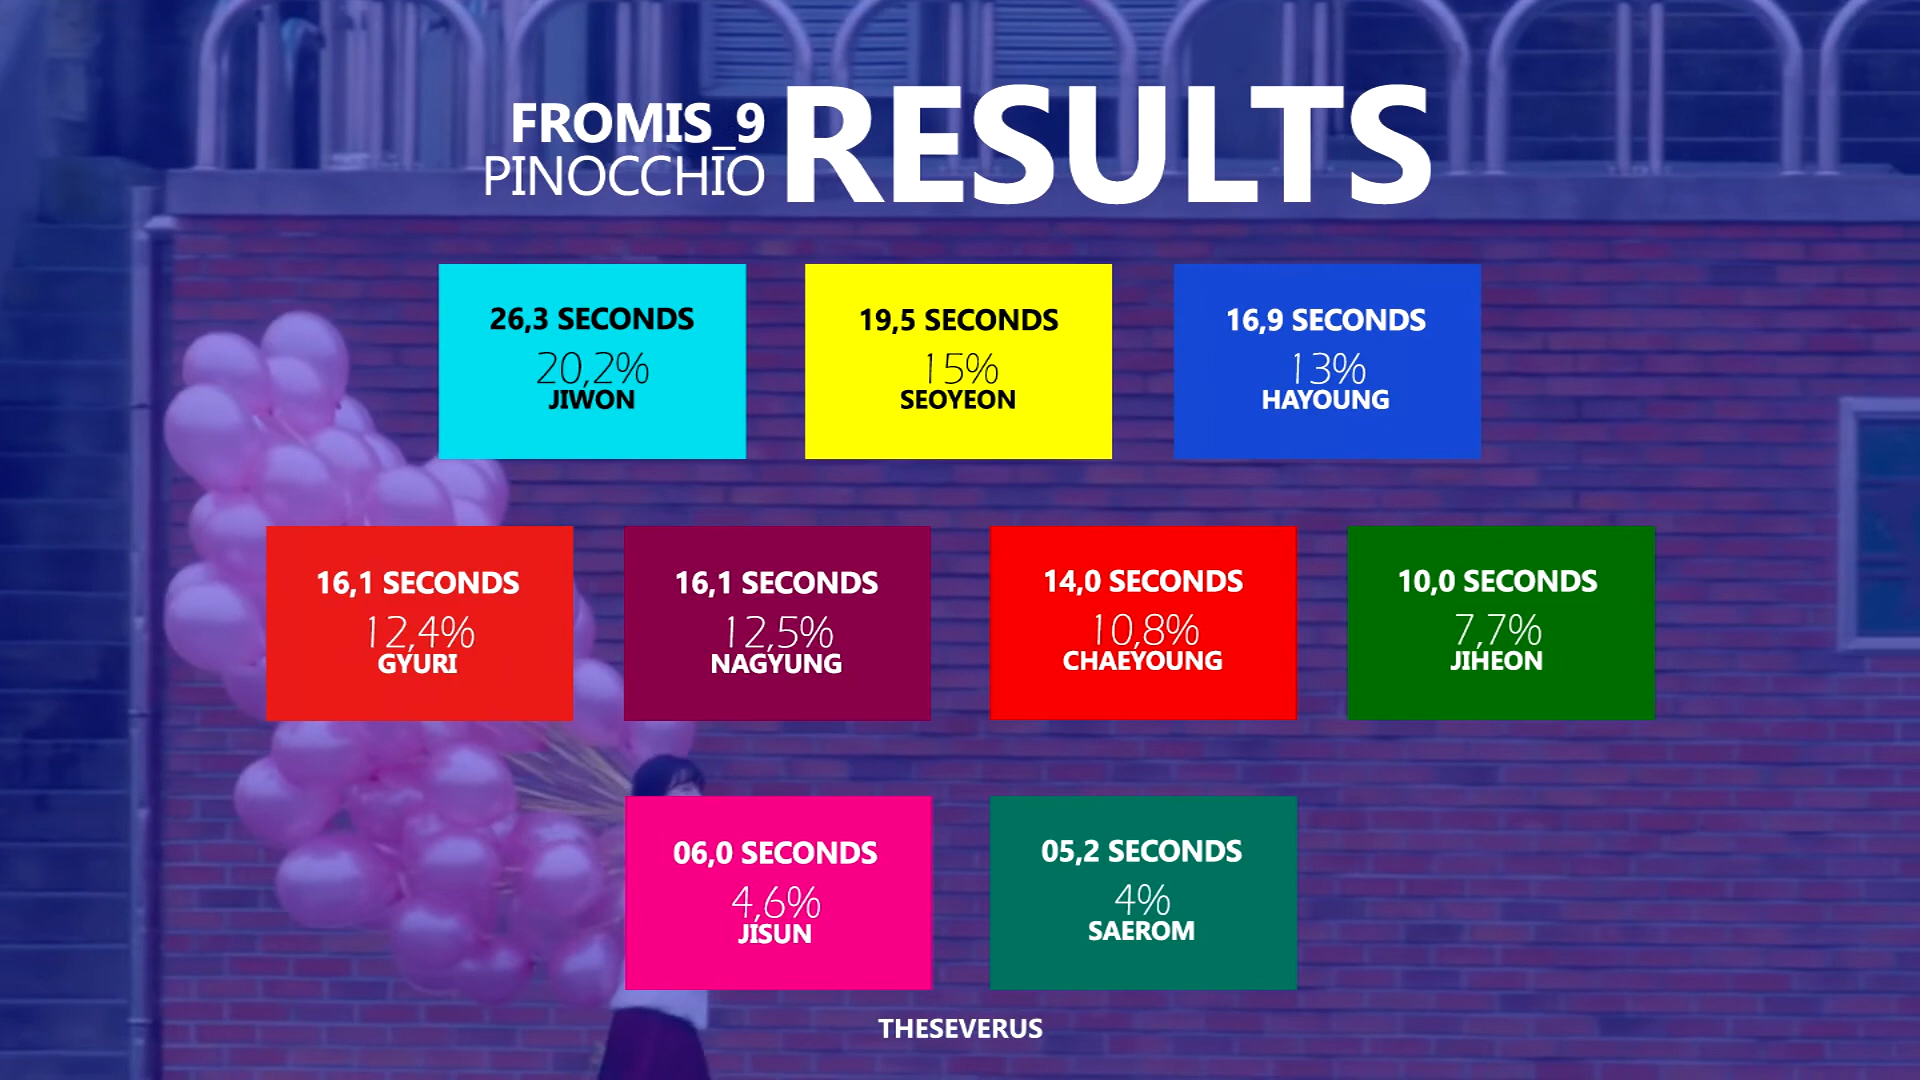 FROMIS_9
PINOCCHIO
RESULTS
26,3 SECONDS
20,2%
JIWON
19,5 SECONDS
15%
SEOYEON
16,9 SECONDS
13%
HAYOUNG
16,1 SECONDS
12,4%
GYURI
16,1 SECONDS
12,5%
NAGYUNG
14,0 SECONDS
10,8%
CHAEYOUNG
10,0 SECONDS
7,7%
JIHEON
06,0 SECONDS
4,6%
JISUN
05,2 SECONDS
4%
SAEROM
THESEVERUS